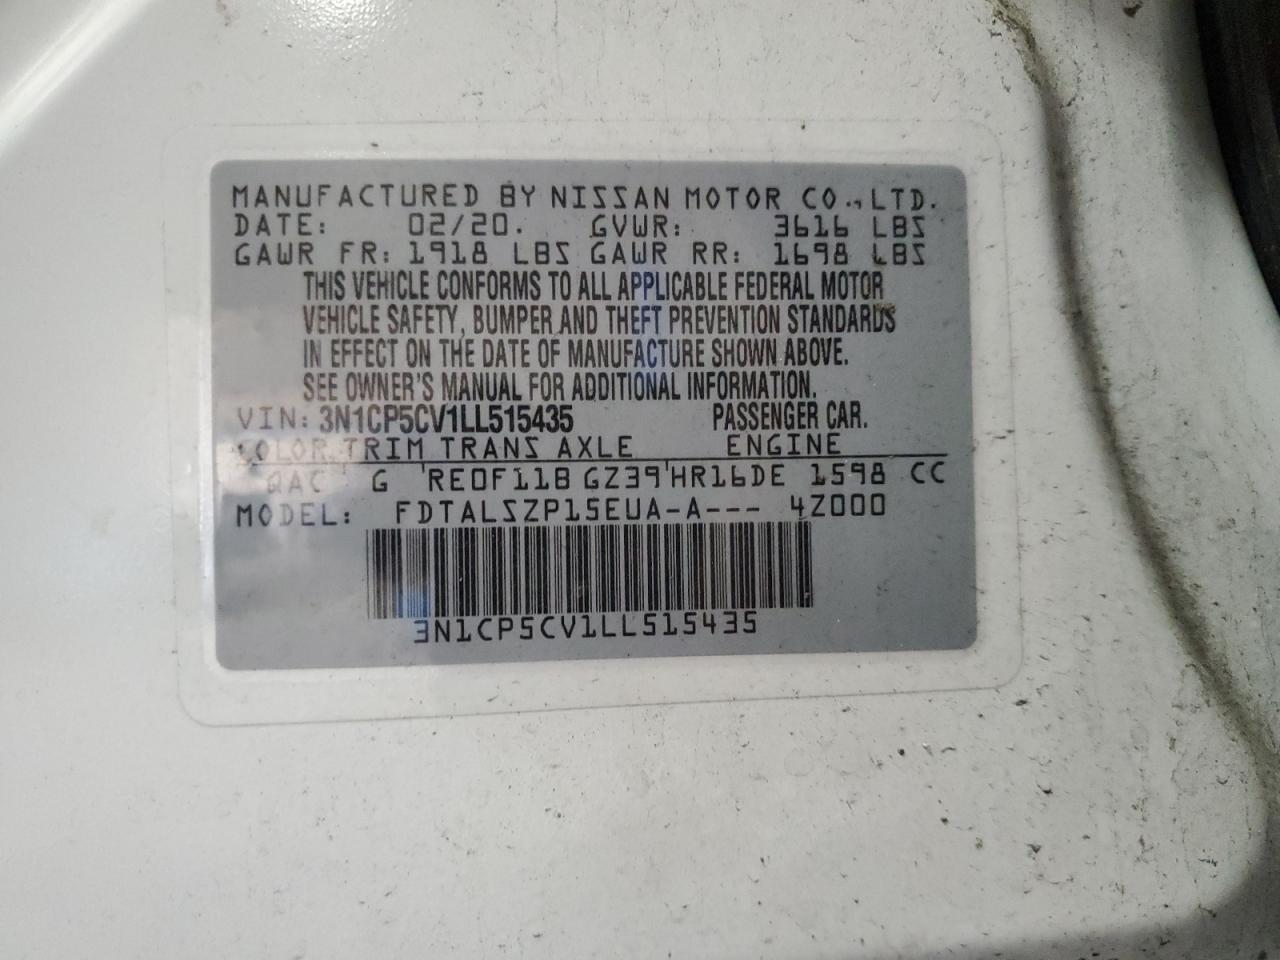 MANUFACTURED BY NISSAN MOTOR CO., LTD.
DATE: 02/20. GVWR: 3616 LBS
GAWR FR: 1918 LBS GAWR RR: 1698 LBS
THIS VEHICLE CONFORMS TO ALL APPLICABLE FEDERAL MOTOR
VEHICLE SAFETY, BUMPER AND THEFT PREVENTION STANDARDS
IN EFFECT ON THE DATE OF MANUFACTURE SHOWN ABOVE.
SEE OWNER'S MANUAL FOR ADDITIONAL INFORMATION.
VIN: 3N1CP5CV1LL515435 PASSENGER CAR.
COLOR TRIM TRANS AXLE ENGINE
QAC G RE0F11B GZ39 HR16DE 1598 CC
MODEL: FDTALSZP15EUA-A--- 4Z000
3N1CP5CV1LL515435